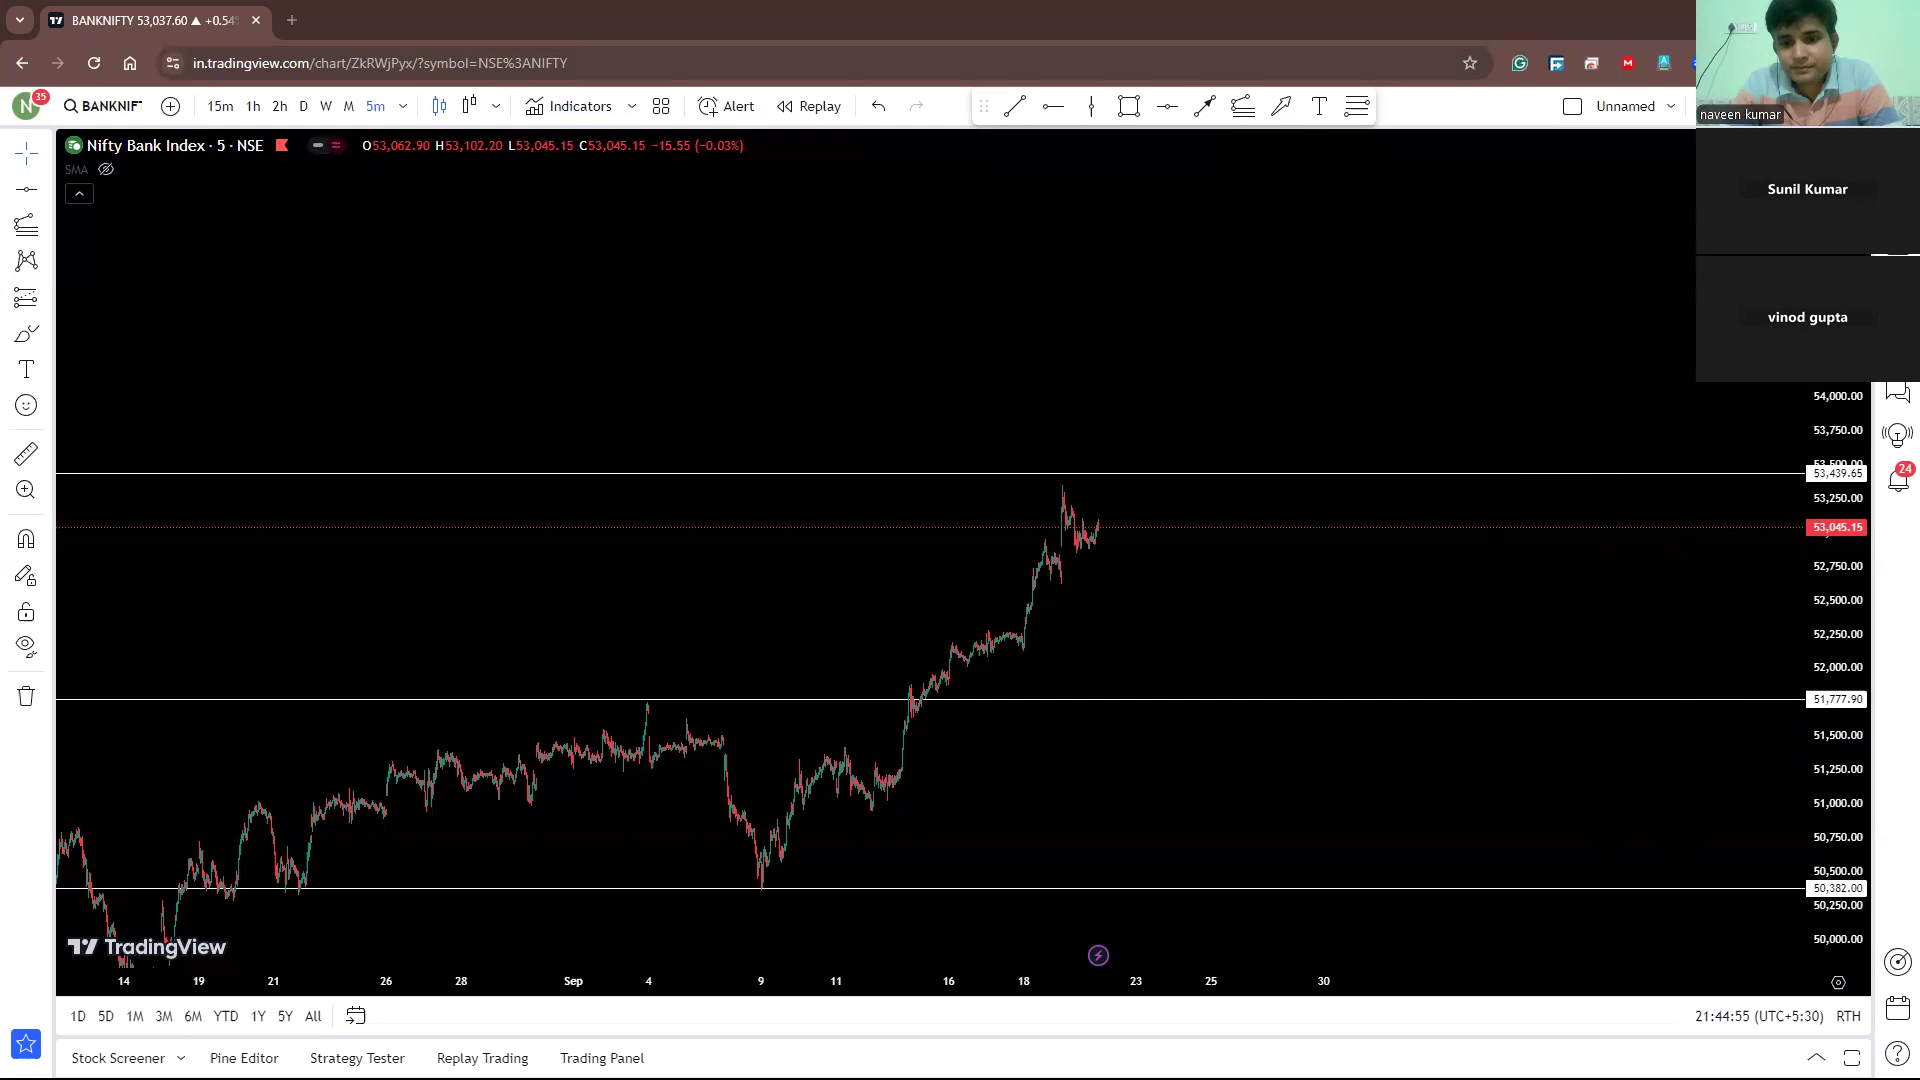 BANKNIFTY 53,037.60 ▲ +0.54%
in.tradingview.com/chart/ZkRWjPyx/?symbol=NSE%3ANIFTY
naveen kumar
N 35 BANKNIF 15m 1h 2h D W M 5m Indicators Alert Replay Unnamed
Nifty Bank Index · 5 · NSE O53,062.90 H53,102.20 L53,045.15 C53,045.15 −15.55 (−0.03%)
SMA
Sunil Kumar
vinod gupta
54,000.00
53,750.00
53,500.00
53,439.65
24
53,250.00
53,045.15
52,750.00
52,500.00
52,250.00
52,000.00
51,777.90
51,500.00
51,250.00
51,000.00
50,750.00
50,500.00
50,382.00
50,250.00
50,000.00
TradingView
14 19 21 26 28 Sep 4 9 11 16 18 23 25 30
1D 5D 1M 3M 6M YTD 1Y 5Y All 21:44:55 (UTC+5:30) RTH
Stock Screener Pine Editor Strategy Tester Replay Trading Trading Panel